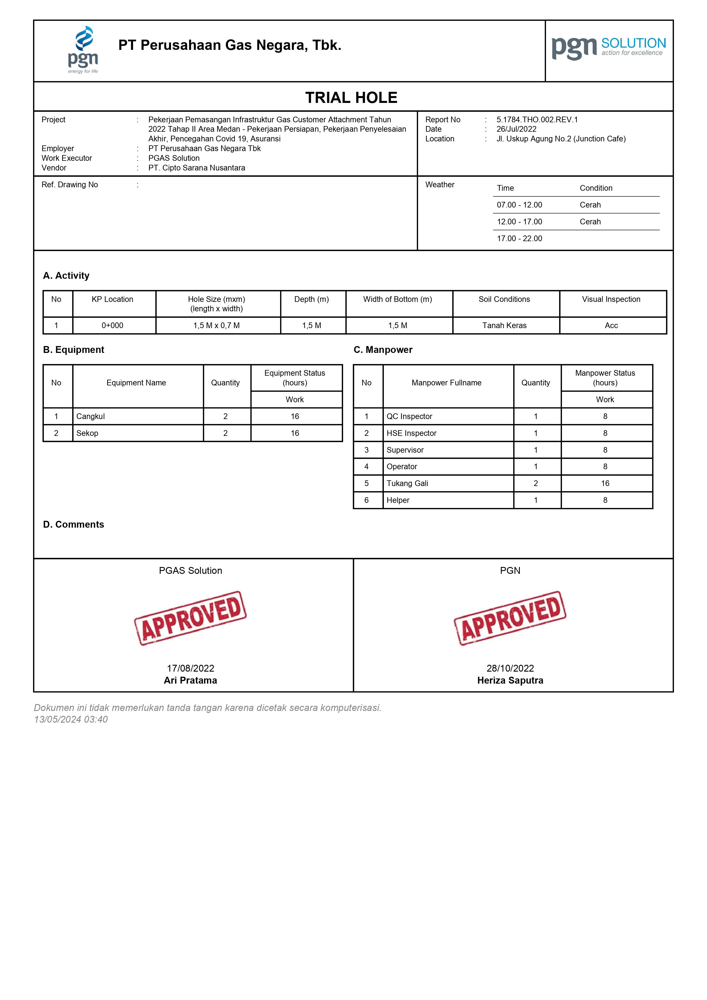 pgn
energy for life
PT Perusahaan Gas Negara, Tbk.
pgn SOLUTION
action for excellence
TRIAL HOLE
Project : Pekerjaan Pemasangan Infrastruktur Gas Customer Attachment Tahun
2022 Tahap II Area Medan - Pekerjaan Persiapan, Pekerjaan Penyelesaian
Akhir, Pencegahan Covid 19, Asuransi
Employer : PT Perusahaan Gas Negara Tbk
Work Executor : PGAS Solution
Vendor : PT. Cipto Sarana Nusantara
Report No : 5.1784.THO.002.REV.1
Date : 26/Jul/2022
Location : Jl. Uskup Agung No.2 (Junction Cafe)
Ref. Drawing No :
Weather
Time Condition
07.00 - 12.00 Cerah
12.00 - 17.00 Cerah
17.00 - 22.00
A. Activity
No KP Location Hole Size (mxm) Depth (m) Width of Bottom (m) Soil Conditions Visual Inspection
(length x width)
1 0+000 1,5 M x 0,7 M 1,5 M 1,5 M Tanah Keras Acc
B. Equipment
No Equipment Name Quantity Equipment Status
(hours)
Work
1 Cangkul 2 16
2 Sekop 2 16
C. Manpower
No Manpower Fullname Quantity Manpower Status
(hours)
Work
1 QC Inspector 1 8
2 HSE Inspector 1 8
3 Supervisor 1 8
4 Operator 1 8
5 Tukang Gali 2 16
6 Helper 1 8
D. Comments
PGAS Solution
APPROVED
17/08/2022
Ari Pratama
PGN
APPROVED
28/10/2022
Heriza Saputra
Dokumen ini tidak memerlukan tanda tangan karena dicetak secara komputerisasi.
13/05/2024 03:40